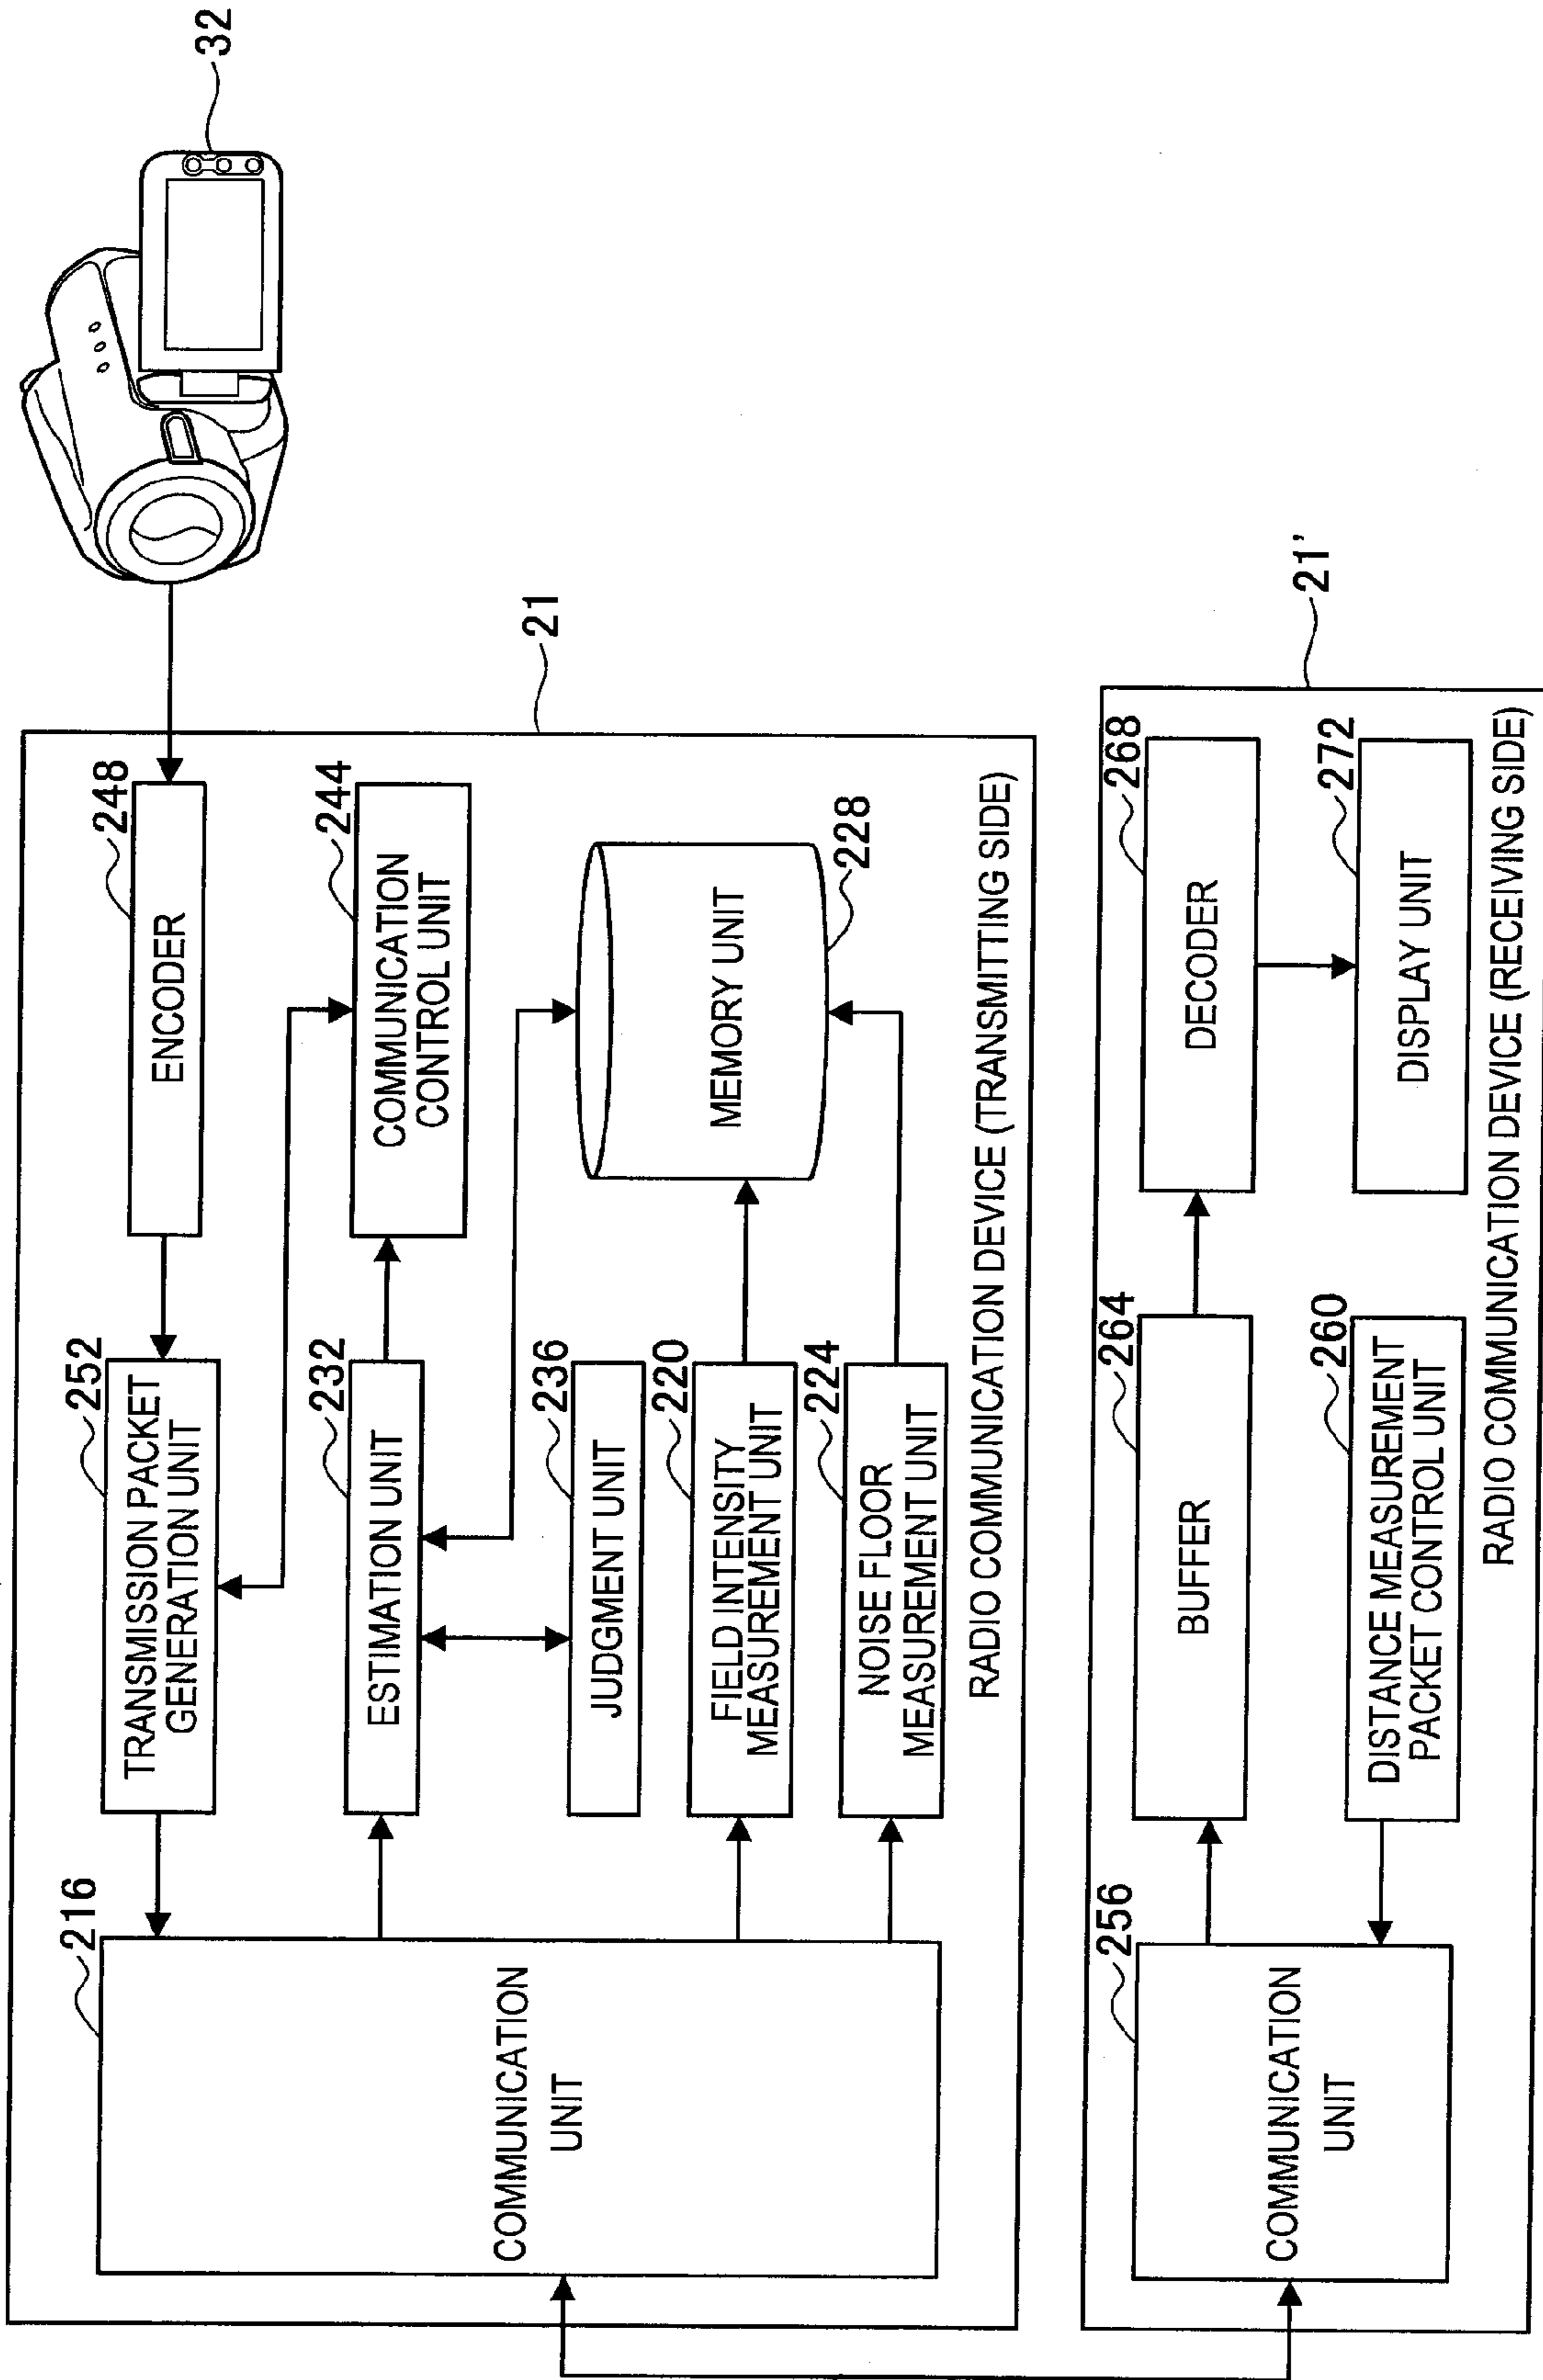 32
21
248
ENCODER
252
TRANSMISSION PACKET
GENERATION UNIT
216
COMMUNICATION
UNIT
244
COMMUNICATION
CONTROL UNIT
232
ESTIMATION UNIT
236
JUDGMENT UNIT
220
FIELD INTENSITY
MEASUREMENT UNIT
224
NOISE FLOOR
MEASUREMENT UNIT
MEMORY UNIT
228
RADIO COMMUNICATION DEVICE (TRANSMITTING SIDE)
21'
256
COMMUNICATION
UNIT
264
BUFFER
268
DECODER
260
DISTANCE MEASUREMENT
PACKET CONTROL UNIT
272
DISPLAY UNIT
RADIO COMMUNICATION DEVICE (RECEIVING SIDE)